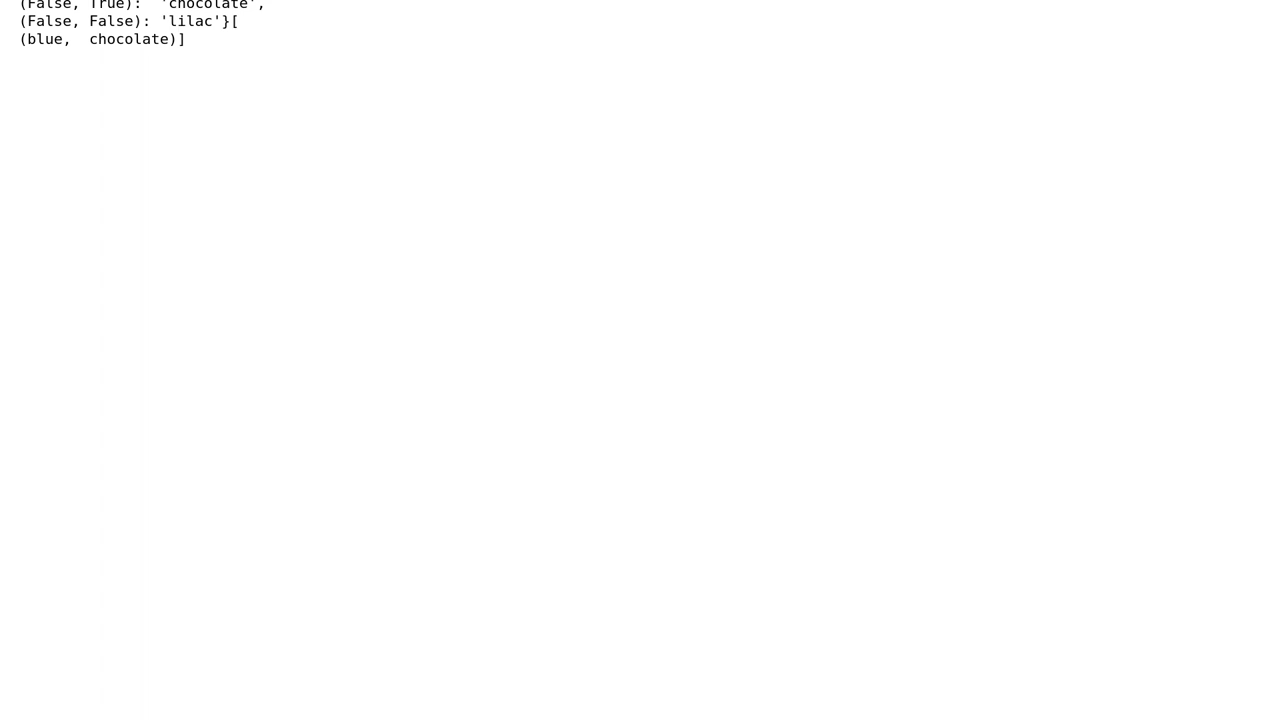 (False, True):  'chocolate',
(False, False): 'lilac'}[
(blue,  chocolate)]